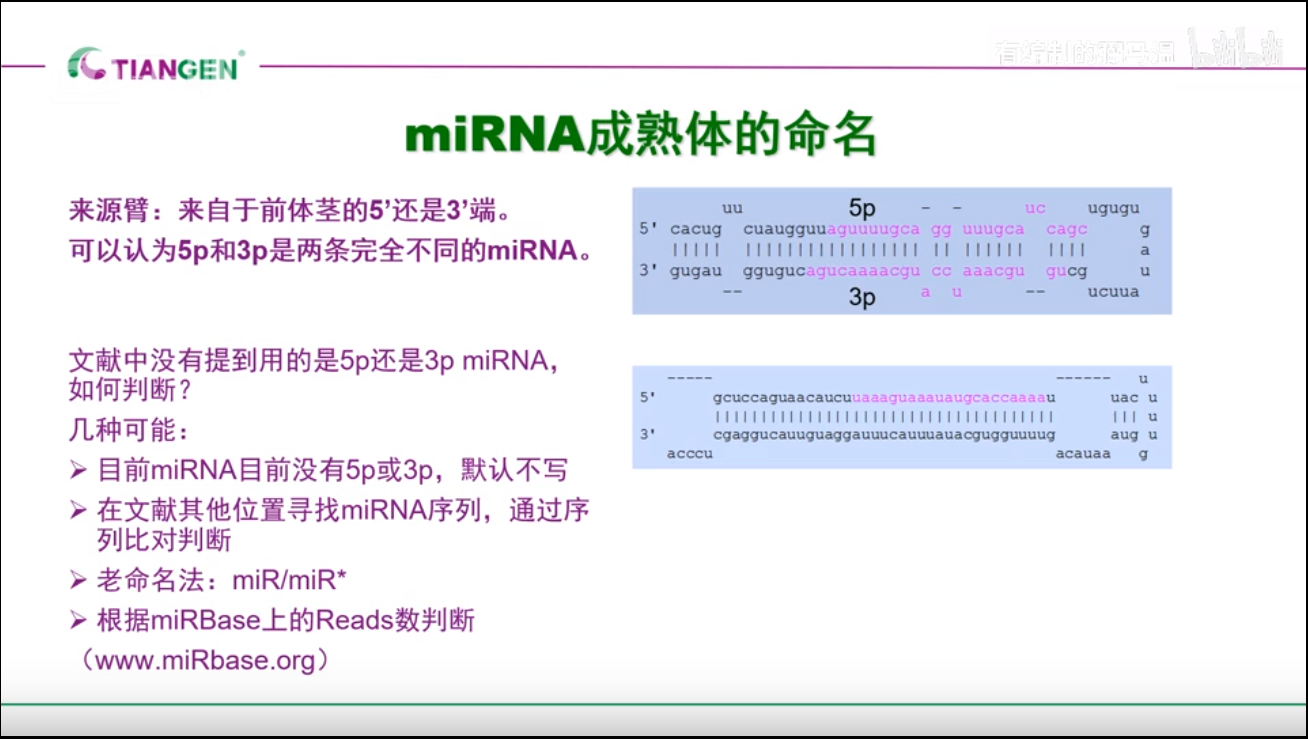 TIANGEN®
bilibili
miRNA成熟体的命名
来源臂：来自于前体茎的5’还是3’端。
可以认为5p和3p是两条完全不同的miRNA。
文献中没有提到用的是5p还是3p miRNA，
如何判断？
几种可能：
➢ 目前miRNA目前没有5p或3p，默认不写
➢ 在文献其他位置寻找miRNA序列，通过序
列比对判断
➢ 老命名法：miR/miR*
➢ 根据miRBase上的Reads数判断
（www.miRbase.org）
uu 5p - - uc ugugu
5' cacug cuaugguuaguuuugca gg uuugca cagc g
||||| ||||||||||||||||| || |||||| |||| a
3' gugau ggugucagucaaaacgu cc aaacgu gucg u
-- 3p a u -- ucuua
----- ------ u
5' gcuccaguaacaucuuaaaguaaauaugcaccaaaau uac u
||||||||||||||||||||||||||||||||||||| ||| u
3' cgaggucauuguaggauuucauuuauacgugguuuug aug u
acccu acauaa g